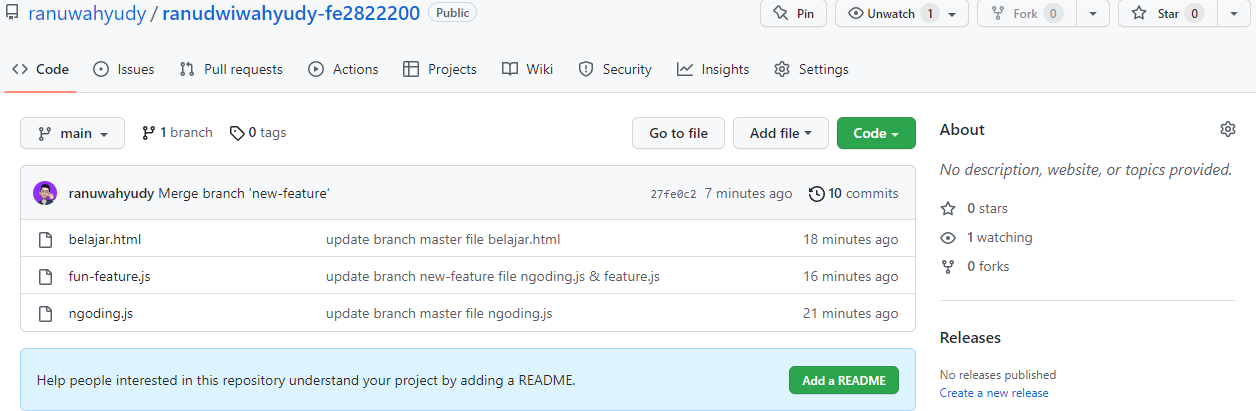 ranuwahyudy / ranudwiwahyudy-fe2822200 Public Pin Unwatch 1 Fork 0 Star 0
Code Issues Pull requests Actions Projects Wiki Security Insights Settings
main 1 branch 0 tags Go to file Add file Code
ranuwahyudy Merge branch 'new-feature' 27fe0c2 7 minutes ago 10 commits
belajar.html update branch master file belajar.html 18 minutes ago
fun-feature.js update branch new-feature file ngoding.js & feature.js 16 minutes ago
ngoding.js update branch master file ngoding.js 21 minutes ago
Help people interested in this repository understand your project by adding a README. Add a README
About
No description, website, or topics provided.
0 stars
1 watching
0 forks
Releases
No releases published
Create a new release